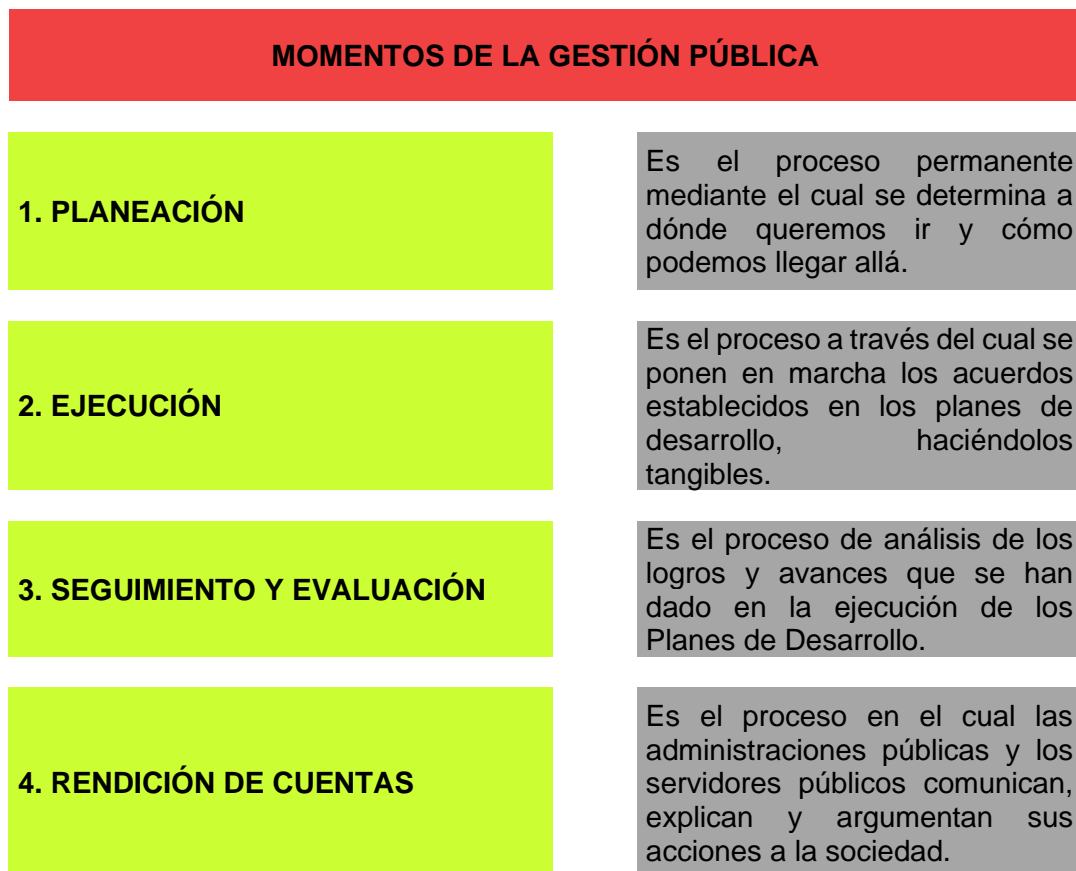 MOMENTOS DE LA GESTIÓN PÚBLICA
1. PLANEACIÓN
Es el proceso permanente
mediante el cual se determina a
dónde queremos ir y cómo
podemos llegar allá.
2. EJECUCIÓN
Es el proceso a través del cual se
ponen en marcha los acuerdos
establecidos en los planes de
desarrollo, haciéndolos
tangibles.
3. SEGUIMIENTO Y EVALUACIÓN
Es el proceso de análisis de los
logros y avances que se han
dado en la ejecución de los
Planes de Desarrollo.
4. RENDICIÓN DE CUENTAS
Es el proceso en el cual las
administraciones públicas y los
servidores públicos comunican,
explican y argumentan sus
acciones a la sociedad.